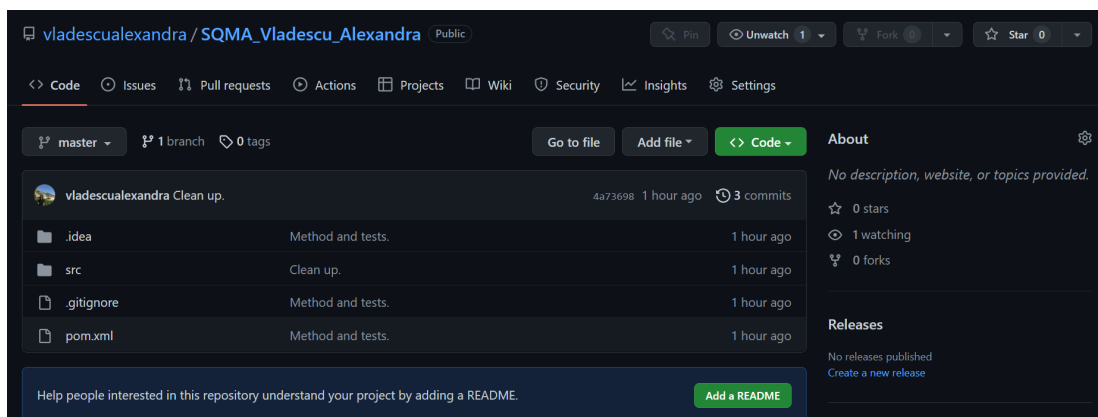 vladescualexandra / SQMA_Vladescu_Alexandra Public
Pin Unwatch 1 Fork 0 Star 0
Code Issues Pull requests Actions Projects Wiki Security Insights Settings
master 1 branch 0 tags Go to file Add file Code
vladescualexandra Clean up. 4a73698 1 hour ago 3 commits
.idea Method and tests. 1 hour ago
src Clean up. 1 hour ago
.gitignore Method and tests. 1 hour ago
pom.xml Method and tests. 1 hour ago
Help people interested in this repository understand your project by adding a README. Add a README
About
No description, website, or topics provided.
0 stars
1 watching
0 forks
Releases
No releases published
Create a new release